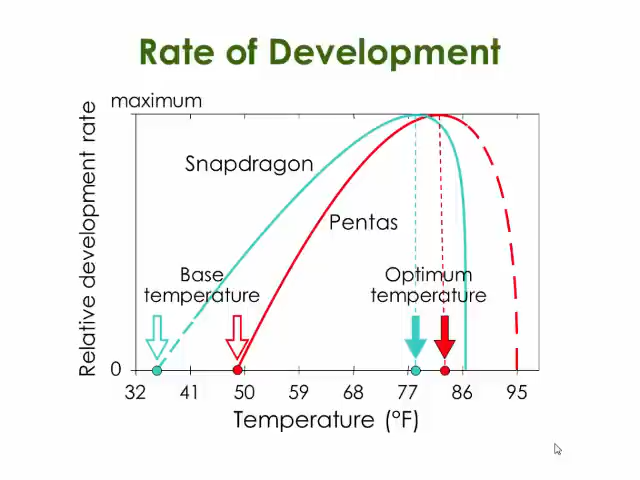 Rate of Development
maximum
Relative development rate
Snapdragon
Pentas
Base
temperature
Optimum
temperature
0
32 41 50 59 68 77 86 95
Temperature (°F)